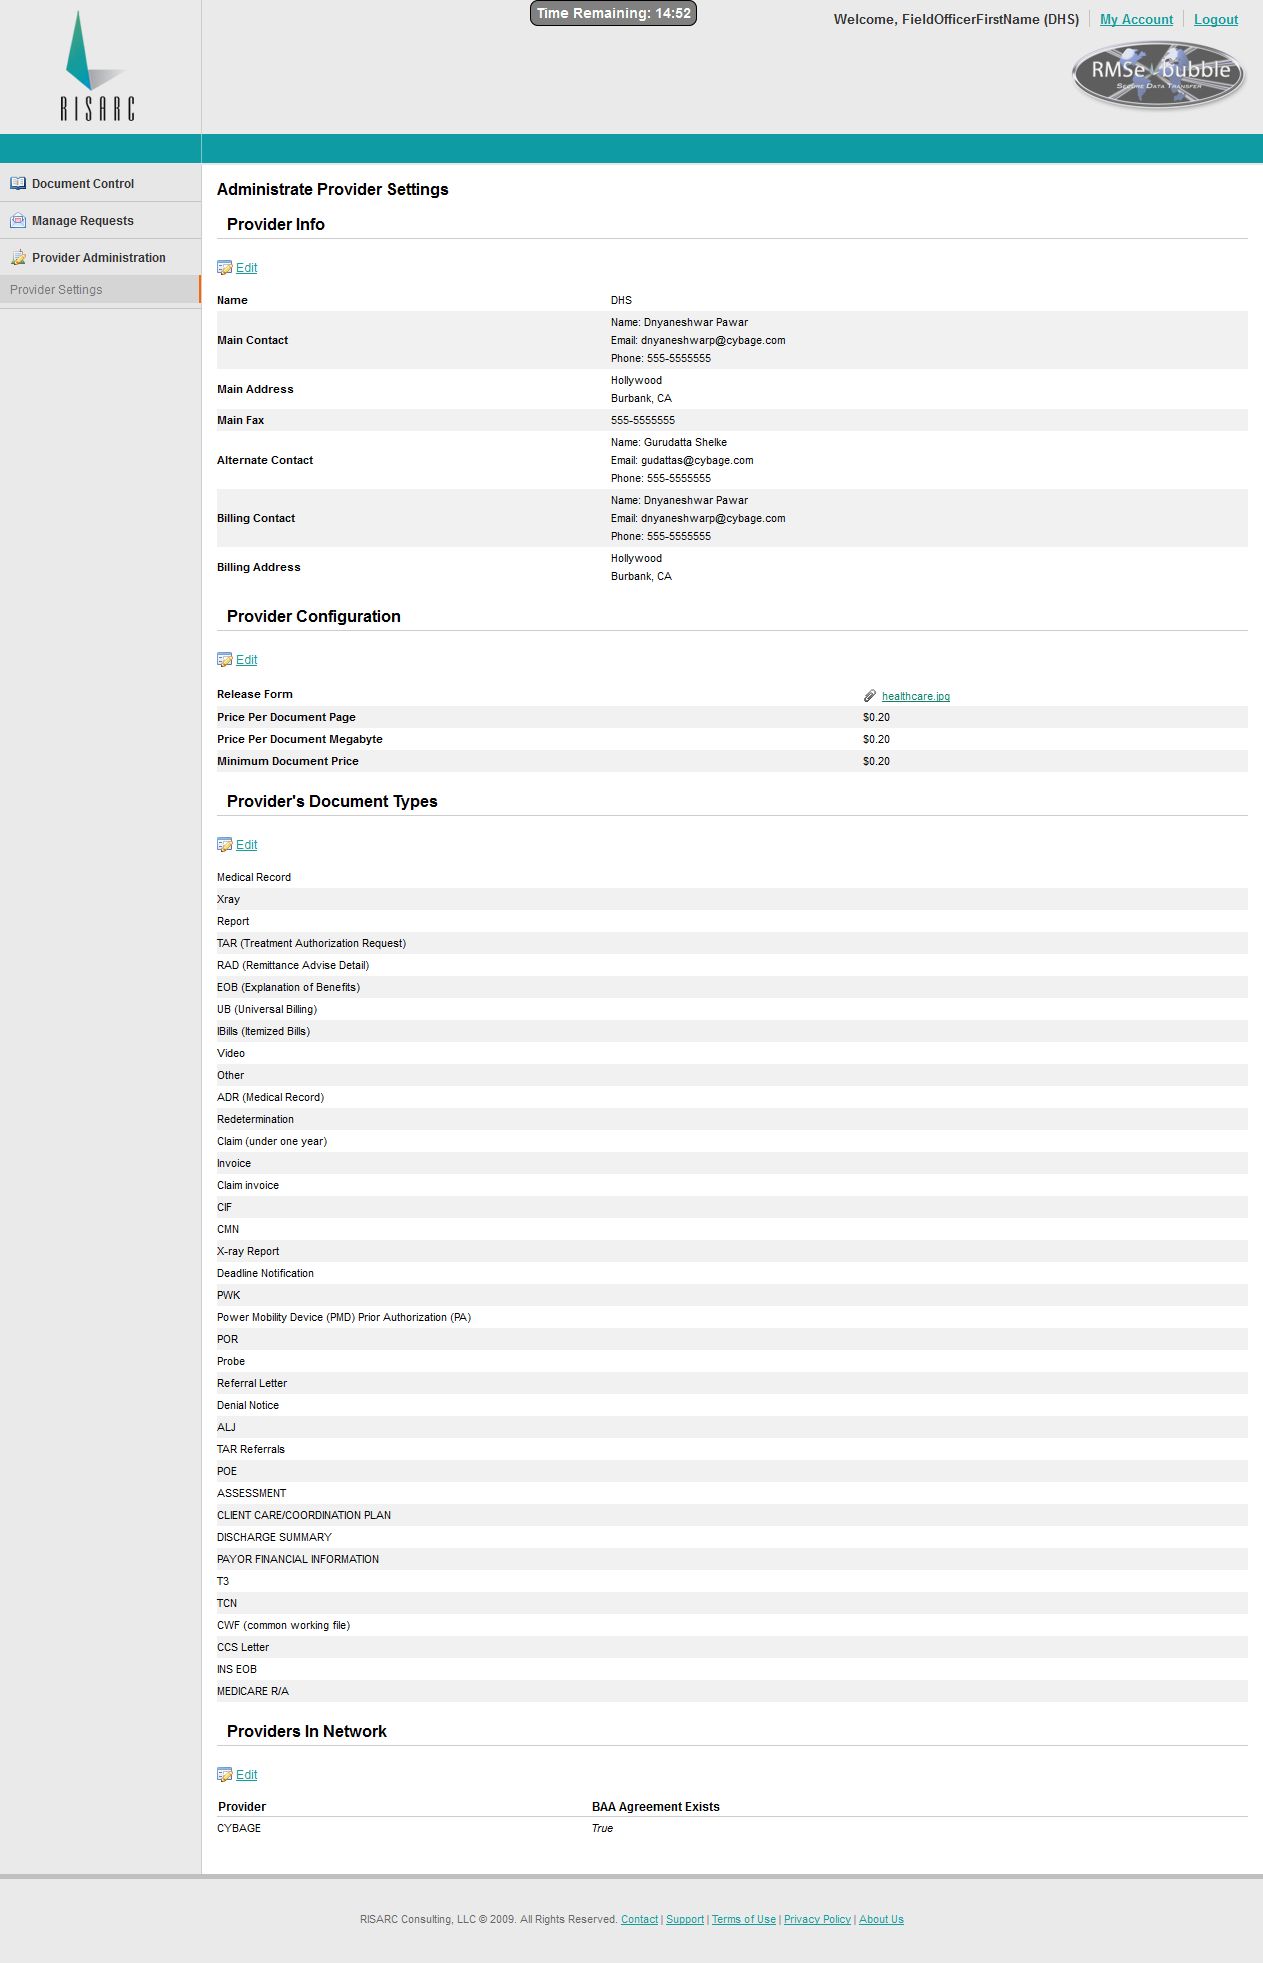 Time Remaining: 14:52
Welcome, FieldOfficerFirstName (DHS) My Account Logout
RISARC
RMSe bubble
SECURE DATA TRANSFER
Document Control
Manage Requests
Provider Administration
Provider Settings
Administrate Provider Settings
Provider Info
Edit
Name DHS
Main Contact
Name: Dnyaneshwar Pawar
Email: dnyaneshwarp@cybage.com
Phone: 555-5555555
Main Address
Hollywood
Burbank, CA
Main Fax 555-5555555
Alternate Contact
Name: Gurudatta Shelke
Email: gudattas@cybage.com
Phone: 555-5555555
Billing Contact
Name: Dnyaneshwar Pawar
Email: dnyaneshwarp@cybage.com
Phone: 555-5555555
Billing Address
Hollywood
Burbank, CA
Provider Configuration
Edit
Release Form healthcare.jpg
Price Per Document Page $0.20
Price Per Document Megabyte $0.20
Minimum Document Price $0.20
Provider's Document Types
Edit
Medical Record
Xray
Report
TAR (Treatment Authorization Request)
RAD (Remittance Advise Detail)
EOB (Explanation of Benefits)
UB (Universal Billing)
IBills (Itemized Bills)
Video
Other
ADR (Medical Record)
Redetermination
Claim (under one year)
Invoice
Claim invoice
CIF
CMN
X-ray Report
Deadline Notification
PWK
Power Mobility Device (PMD) Prior Authorization (PA)
POR
Probe
Referral Letter
Denial Notice
ALJ
TAR Referrals
POE
ASSESSMENT
CLIENT CARE/COORDINATION PLAN
DISCHARGE SUMMARY
PAYOR FINANCIAL INFORMATION
T3
TCN
CWF (common working file)
CCS Letter
INS EOB
MEDICARE R/A
Providers In Network
Edit
Provider BAA Agreement Exists
CYBAGE True
RISARC Consulting, LLC © 2009. All Rights Reserved. Contact | Support | Terms of Use | Privacy Policy | About Us